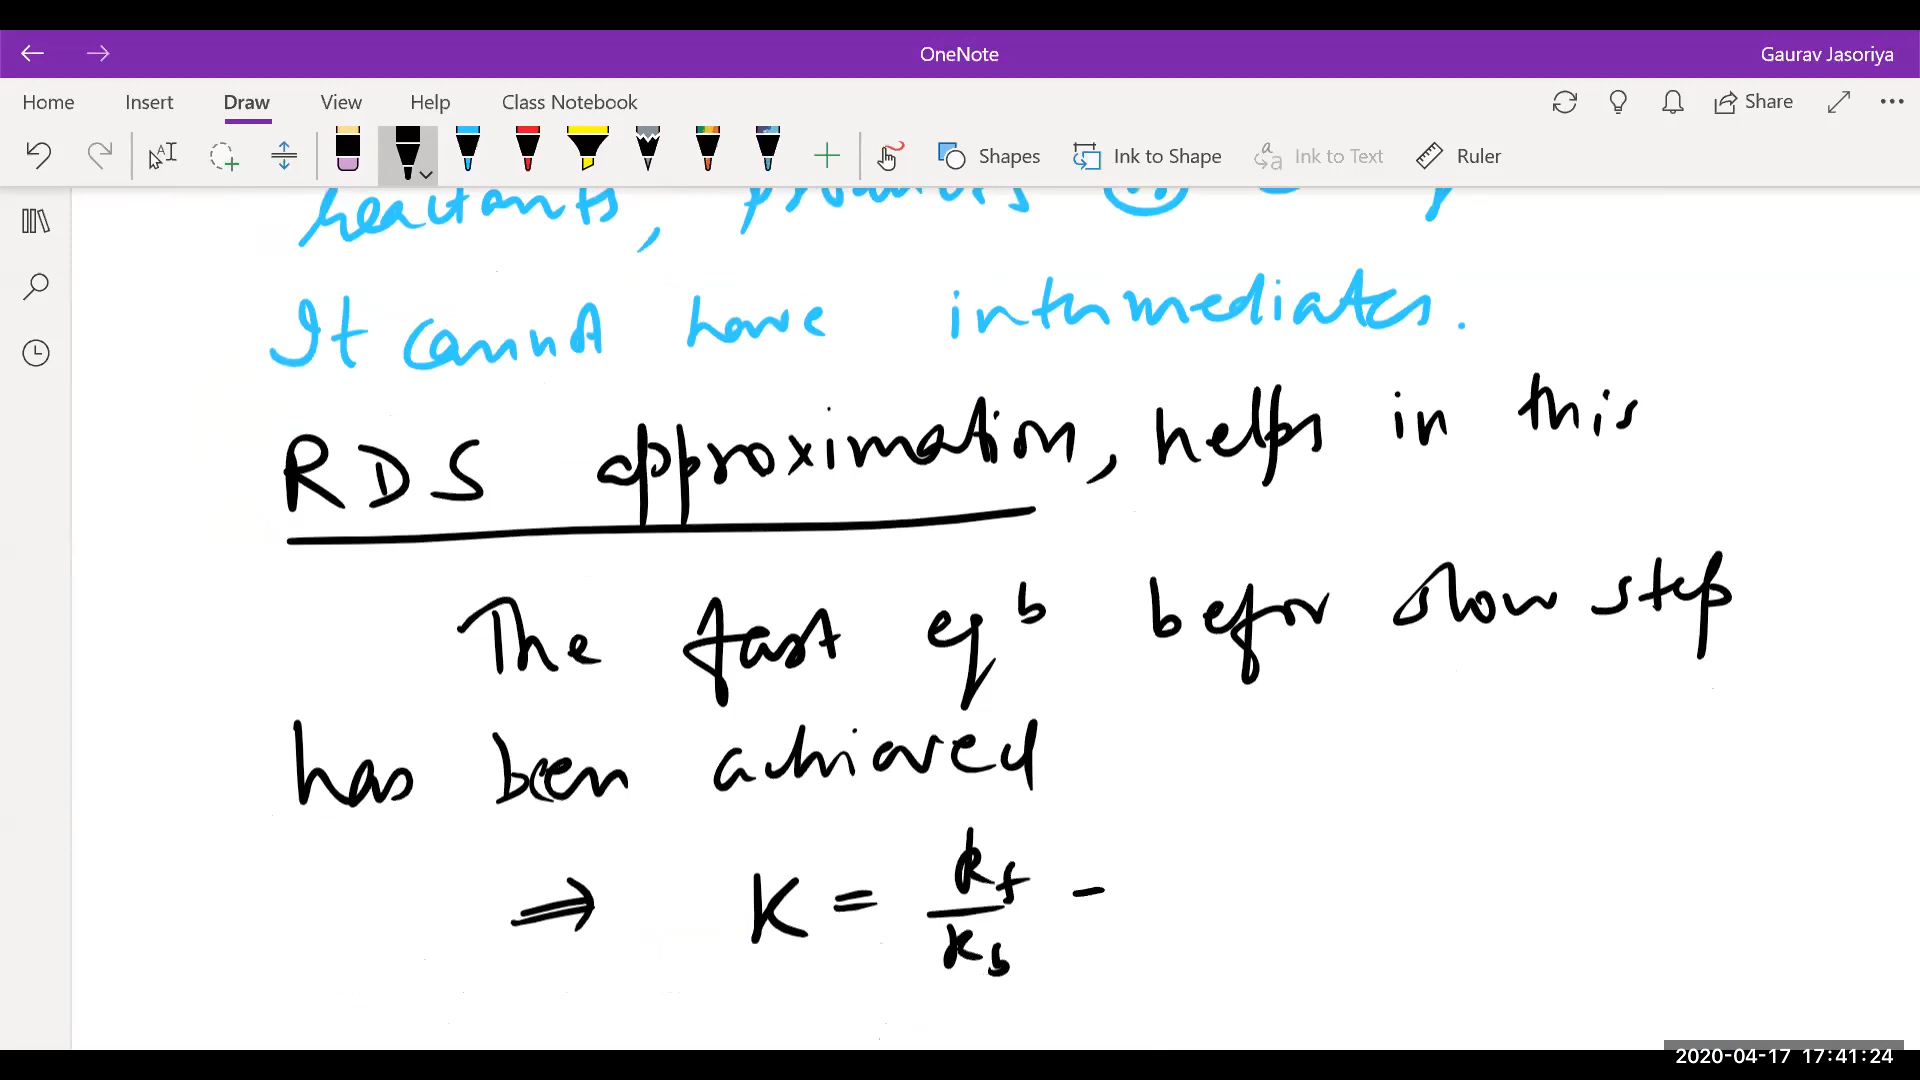 OneNote
Gaurav Jasoriya
Home Insert Draw View Help Class Notebook Share
Shapes Ink to Shape Ink to Text Ruler
reactants, products
It cannot have intermediates.
RDS approximation, helps in this
The fast eqᵇ befor slow step
has been achieved
⇒ K = kf/kb -
2020-04-17 17:41:24